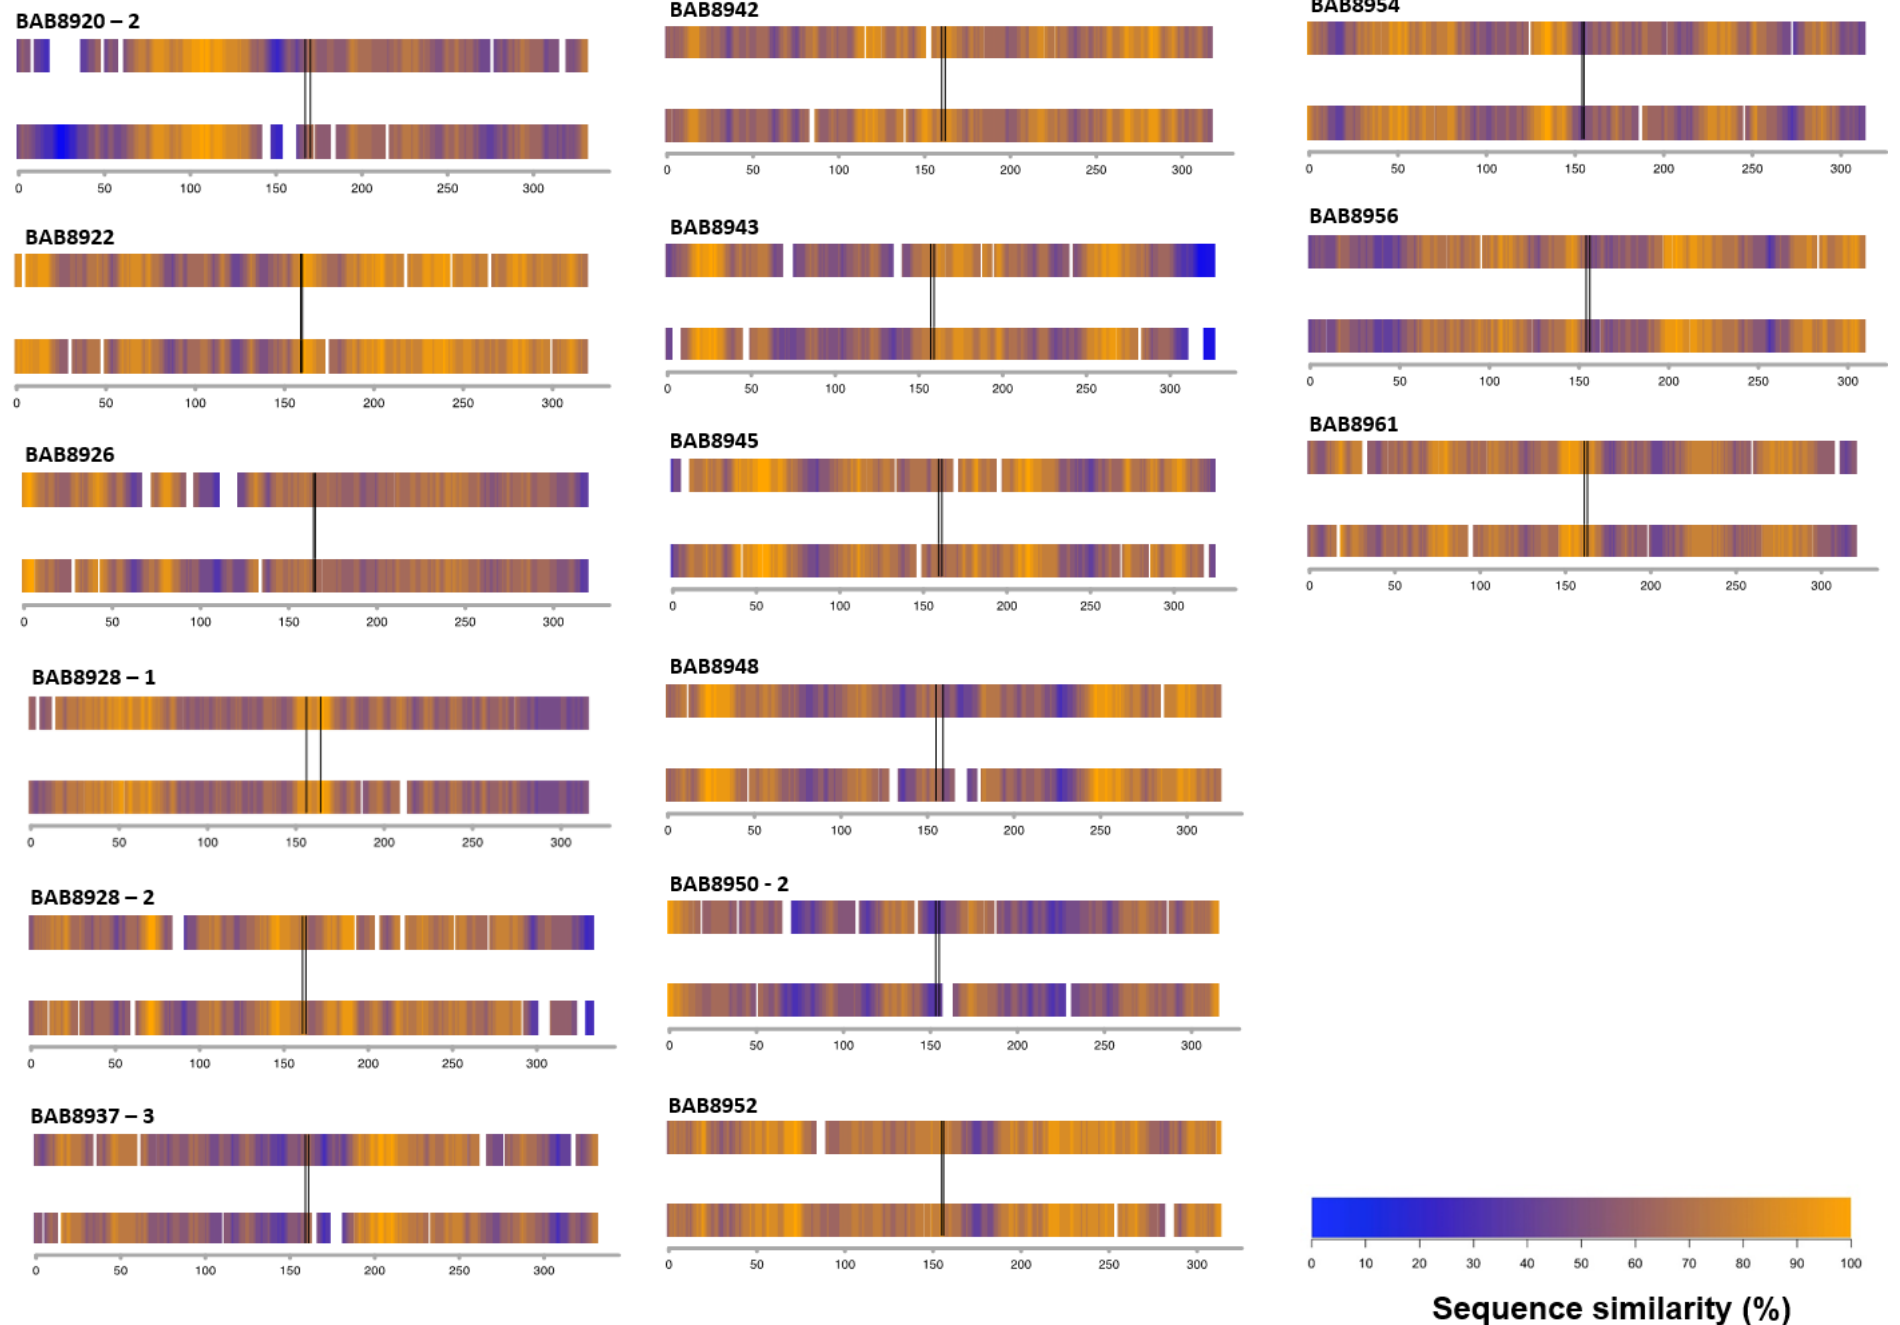 BAB8920 – 2
0 50 100 150 200 250 300
BAB8922
0 50 100 150 200 250 300
BAB8926
0 50 100 150 200 250 300
BAB8928 – 1
0 50 100 150 200 250 300
BAB8928 – 2
0 50 100 150 200 250 300
BAB8937 – 3
0 50 100 150 200 250 300
BAB8942
0 50 100 150 200 250 300
BAB8943
0 50 100 150 200 250 300
BAB8945
0 50 100 150 200 250 300
BAB8948
0 50 100 150 200 250 300
BAB8950 - 2
0 50 100 150 200 250 300
BAB8952
0 50 100 150 200 250 300
BAB8954
0 50 100 150 200 250 300
BAB8956
0 50 100 150 200 250 300
BAB8961
0 50 100 150 200 250 300
0 10 20 30 40 50 60 70 80 90 100
Sequence similarity (%)